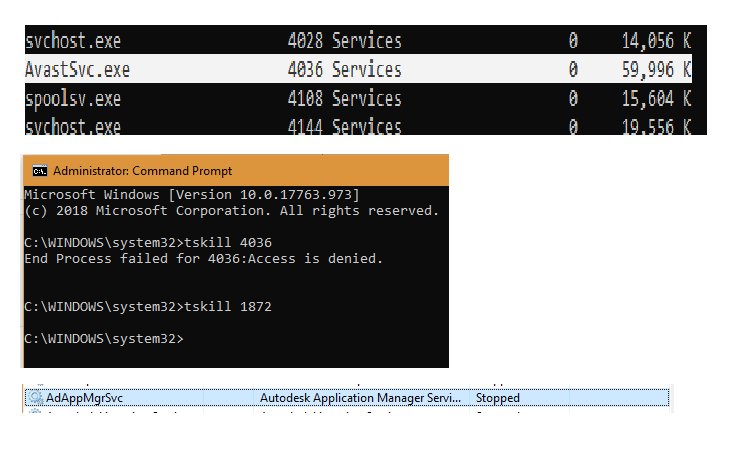 svchost.exe 4028 Services 0 14,056 K
AvastSvc.exe 4036 Services 0 59,996 K
spoolsv.exe 4108 Services 0 15,604 K
svchost.exe 4144 Services 0 19,556 K
Administrator: Command Prompt
Microsoft Windows [Version 10.0.17763.973]
(c) 2018 Microsoft Corporation. All rights reserved.
C:\WINDOWS\system32>tskill 4036
End Process failed for 4036:Access is denied.
C:\WINDOWS\system32>tskill 1872
C:\WINDOWS\system32>
AdAppMgrSvc Autodesk Application Manager Servi... Stopped